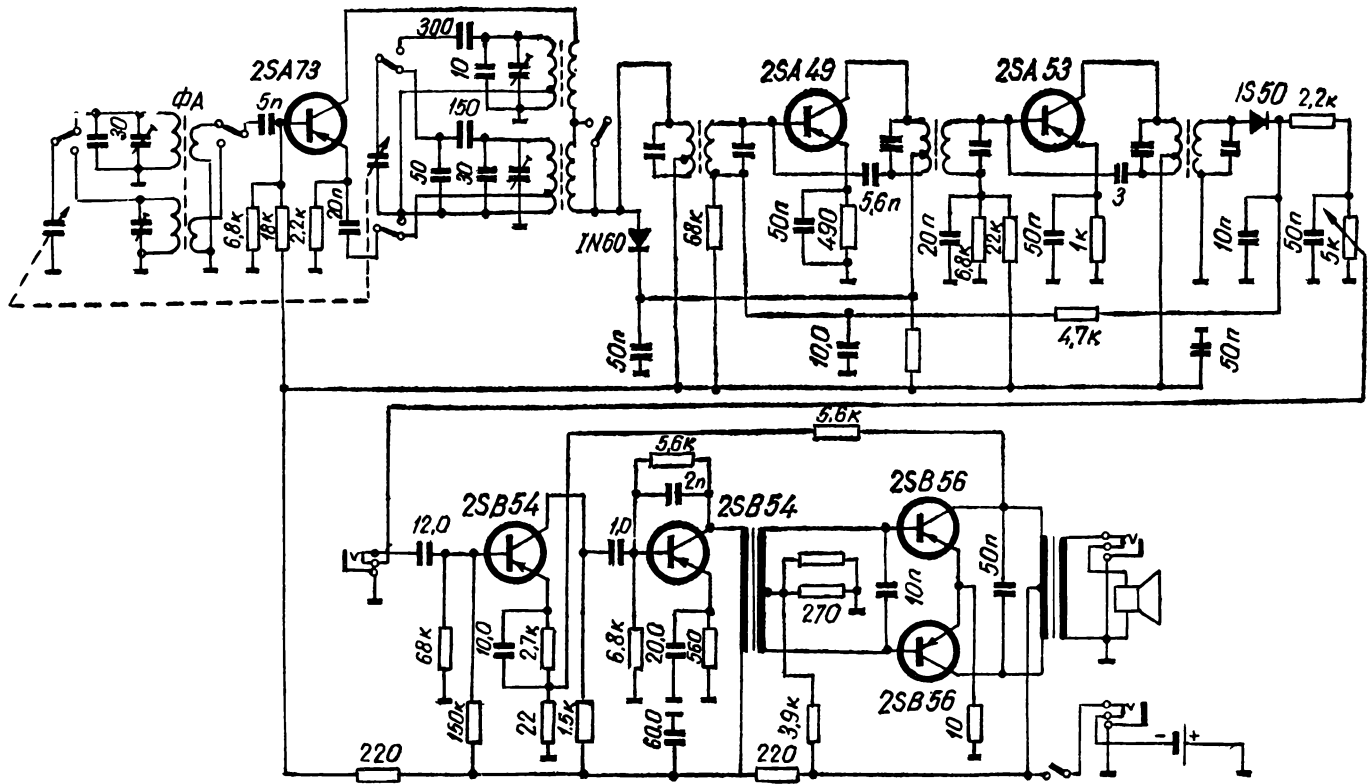 300
2SA73
10
2SA49
2SA53
IS50
2,2к
ФА
5п
30
150
50
30
20п
6,8к
18к
2,2к
IN60
68к
50п
490
5,6п
20п
6,8к
22к
50п
1к
3
10п
50п
5к
50п
10,0
4,7к
50п
5,6к
5,6к
2п
2SB54
2SB54
2SB56
12,0
1,0
50п
10п
270
68к
10,0
2,7к
6,8к
20,0
560
2SB56
150к
22
1.5к
60.0
3,9к
10
220
220
-
+